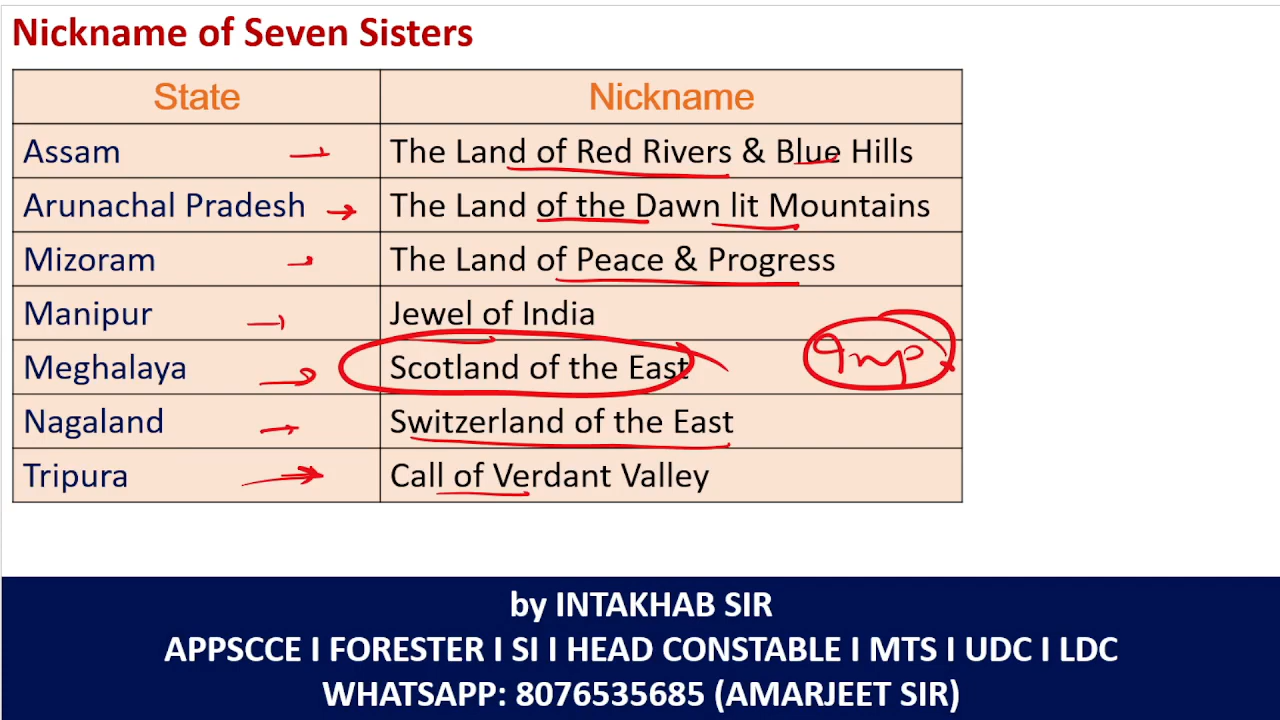 Nickname of Seven Sisters
State Nickname
Assam The Land of Red Rivers & Blue Hills
Arunachal Pradesh The Land of the Dawn lit Mountains
Mizoram The Land of Peace & Progress
Manipur Jewel of India
Meghalaya Scotland of the East Imp
Nagaland Switzerland of the East
Tripura Call of Verdant Valley
by INTAKHAB SIR
APPSCCE I FORESTER I SI I HEAD CONSTABLE I MTS I UDC I LDC
WHATSAPP: 8076535685 (AMARJEET SIR)